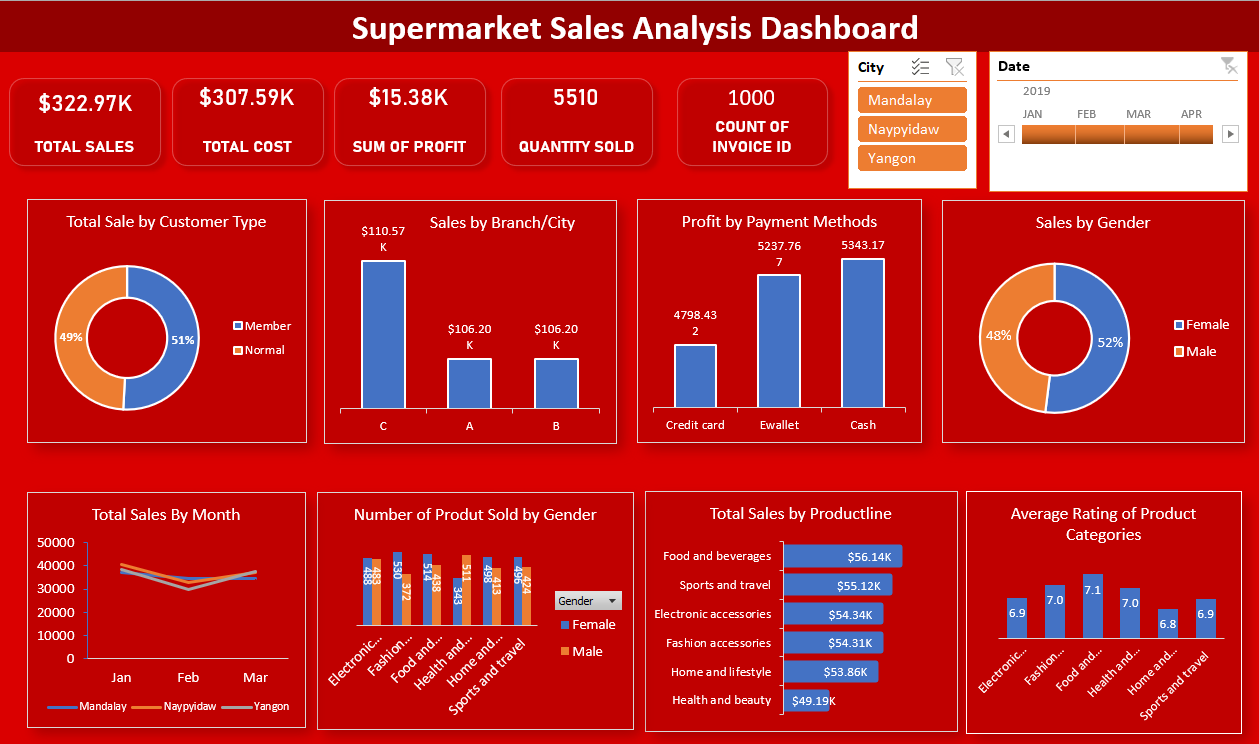 Supermarket Sales Analysis Dashboard
$322.97K
TOTAL SALES
$307.59K
TOTAL COST
$15.38K
SUM OF PROFIT
5510
QUANTITY SOLD
1000
COUNT OF
INVOICE ID
City
Mandalay
Naypyidaw
Yangon
Date
2019
JAN FEB MAR APR
Total Sale by Customer Type
49%
51%
Member
Normal
Sales by Branch/City
$110.57
K
$106.20
K
$106.20
K
C A B
Profit by Payment Methods
4798.43
2
5237.76
7
5343.17
Credit card Ewallet Cash
Sales by Gender
48%
52%
Female
Male
Total Sales By Month
50000
40000
30000
20000
10000
0
Jan Feb Mar
Mandalay Naypyidaw Yangon
Number of Produt Sold by Gender
488 483 530 372 514 438 343 511 498 413 496 424
Electronic...
Fashion...
Food and...
Health and...
Home and...
Sports and travel
Gender
Female
Male
Total Sales by Productline
Food and beverages $56.14K
Sports and travel $55.12K
Electronic accessories $54.34K
Fashion accessories $54.31K
Home and lifestyle $53.86K
Health and beauty $49.19K
Average Rating of Product
Categories
6.9 7.0 7.1 7.0 6.8 6.9
Electronic...
Fashion...
Food and...
Health and...
Home and...
Sports and travel